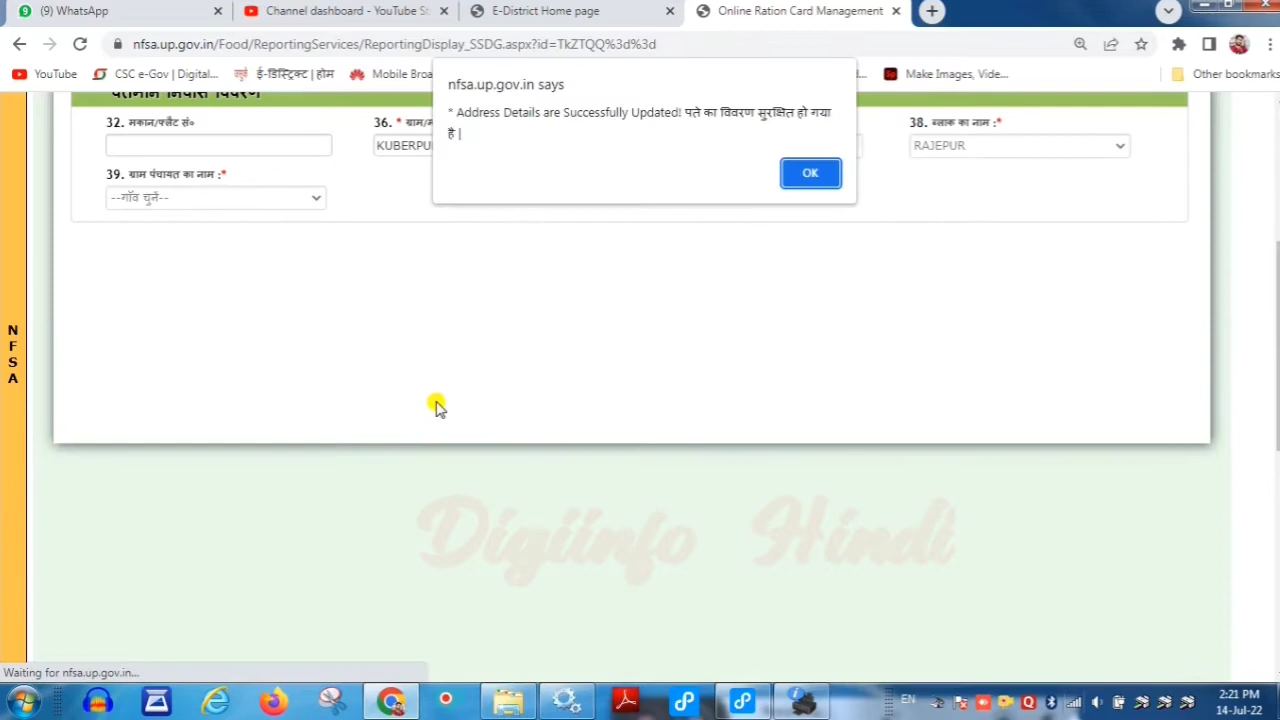 (9) WhatsApp
Channel dashboard - YouTube St
E-District Home page
Online Ration Card Management
nfsa.up.gov.in/Food/ReportingServices/ReportingDisplay_SSDG.aspx?id=TkZTQQ%3d%3d
YouTube
CSC e-Gov | Digital...
ई-डिस्ट्रिक्ट | होम
Mobile Broa
Make Images, Vide...
Other bookmarks
nfsa.up.gov.in says
* Address Details are Successfully Updated! पते का विवरण सुरक्षित हो गया
है |
OK
वर्तमान निवास विवरण
32. मकान/फ्लैट सं०
36. * ग्राम/म
38. ब्लाक का नाम :*
KUBERPU
RAJEPUR
39. ग्राम पंचायत का नाम :*
--गाँव चुनें--
N
F
S
A
Digiinfo Hindi
Waiting for nfsa.up.gov.in...
EN
2:21 PM
14-Jul-22